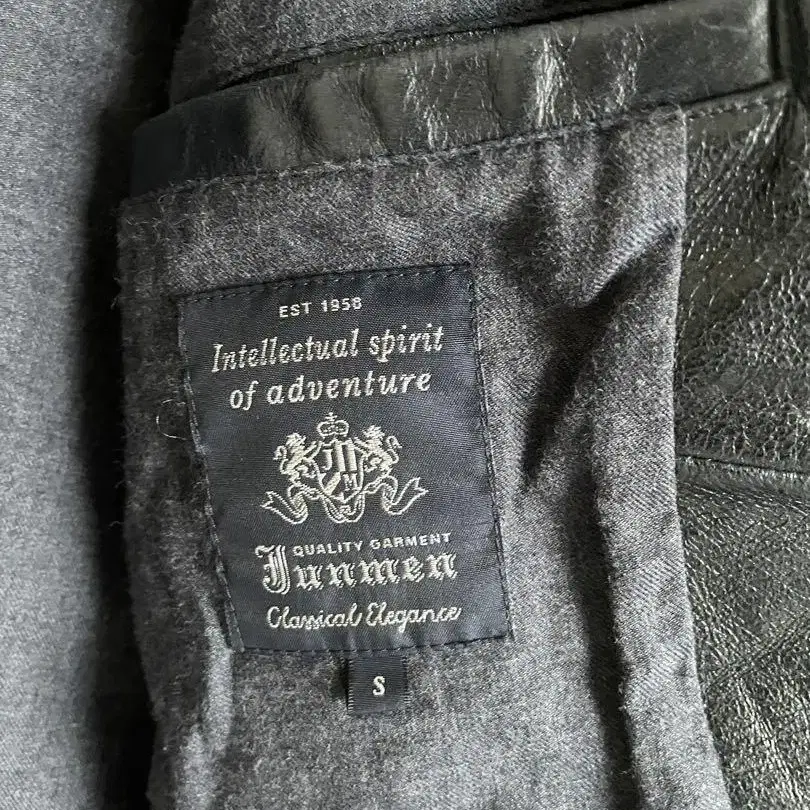 EST 1958
Intellectual spirit
of adventure
J M
QUALITY GARMENT
Junmen
Classical Elegance
S